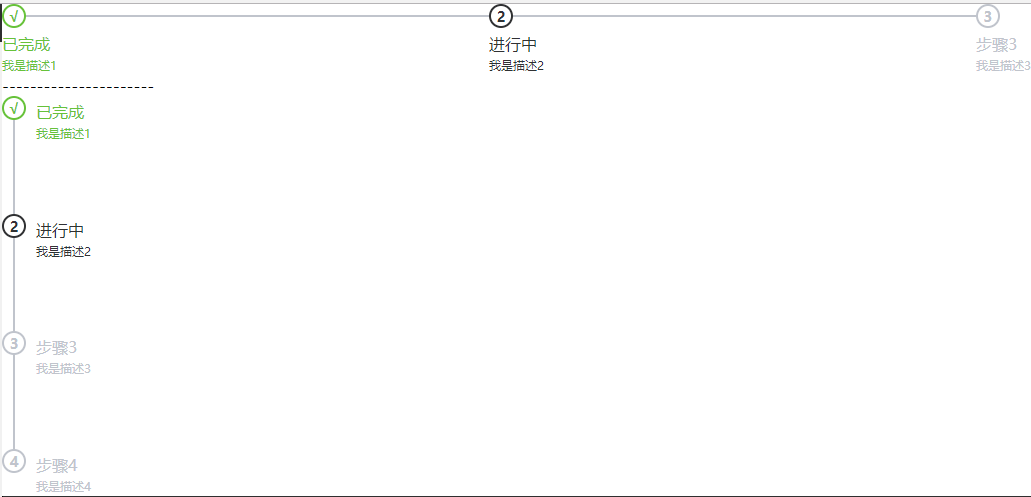 √ 2 3
已完成 进行中 步骤3
我是描述1 我是描述2 我是描述3
----------------------
√ 已完成
我是描述1
2 进行中
我是描述2
3 步骤3
我是描述3
4 步骤4
我是描述4